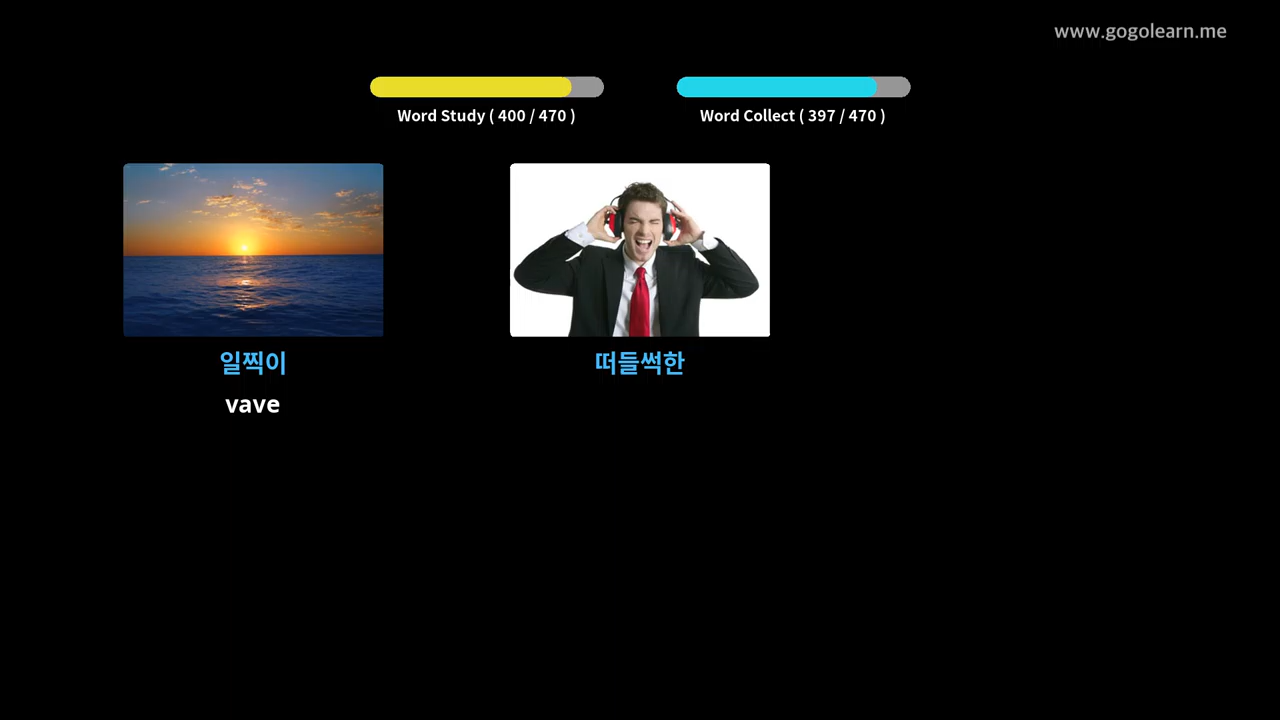 www.gogolearn.me
Word Study ( 400 / 470 )
Word Collect ( 397 / 470 )
일찍이
떠들썩한
vave